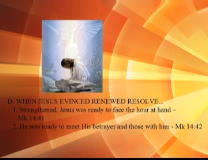 D. WHEN JESUS EVINCED RENEWED RESOLVE...
1. Strengthened, Jesus was ready to face the hour at hand –
Mk 14:41
2. He was ready to meet His betrayer and those with him - Mk 14:42